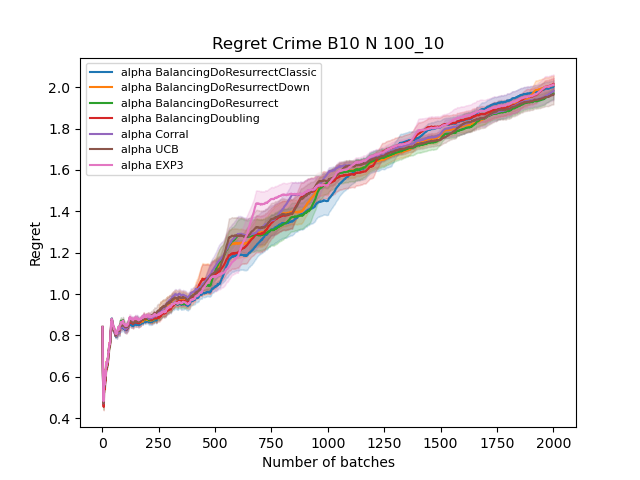 Regret Crime B10 N 100_10
alpha BalancingDoResurrectClassic
alpha BalancingDoResurrectDown
alpha BalancingDoResurrect
alpha BalancingDoubling
alpha Corral
alpha UCB
alpha EXP3
Regret
2.0
1.8
1.6
1.4
1.2
1.0
0.8
0.6
0.4
0 250 500 750 1000 1250 1500 1750 2000
Number of batches